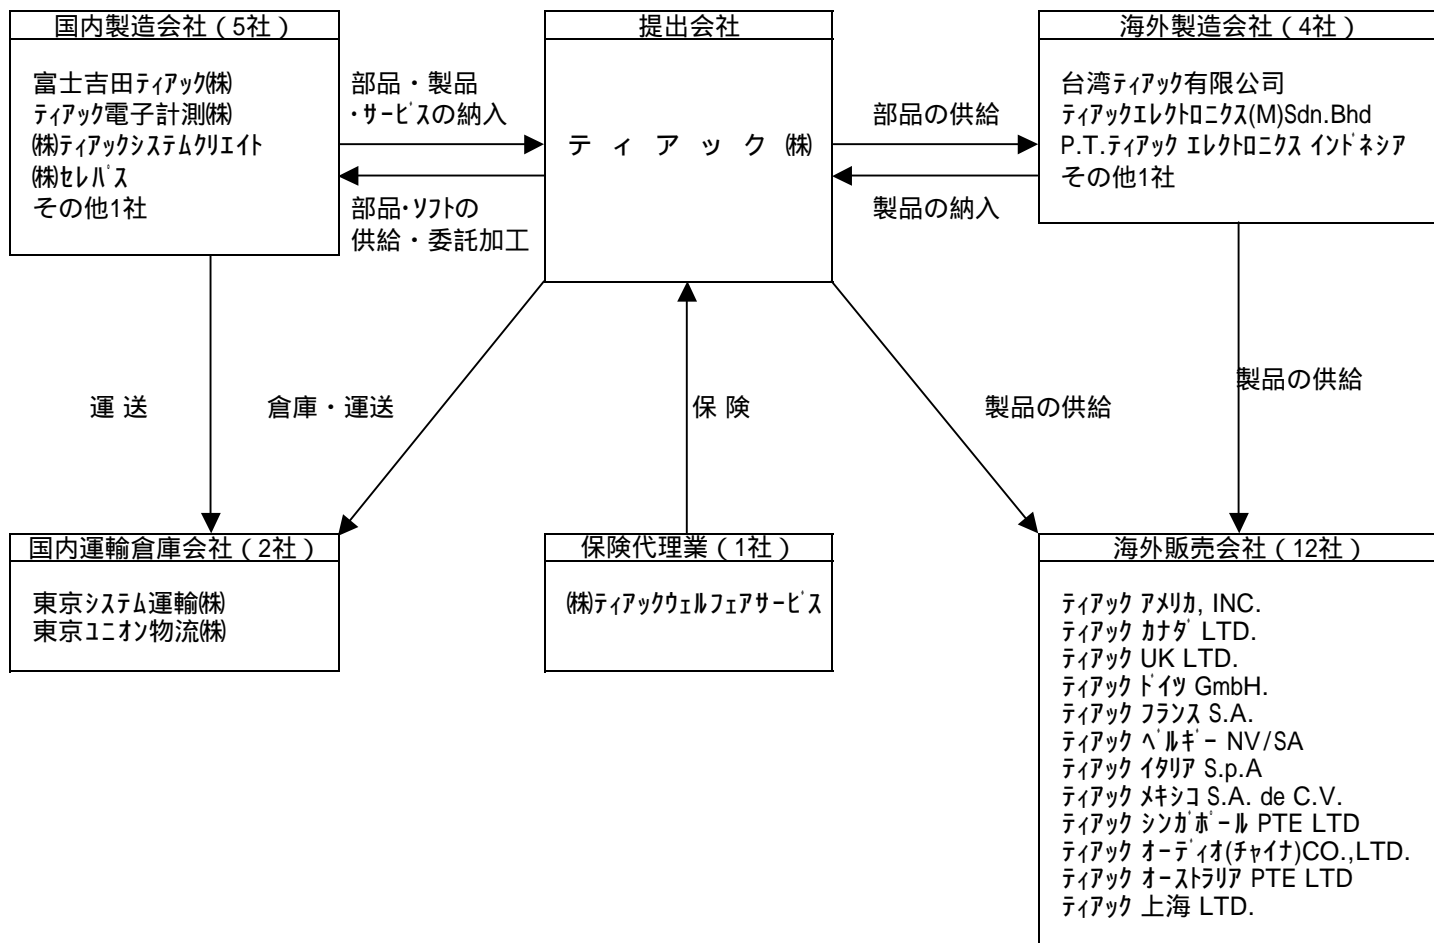 国内製造会社（5社）
富士吉田ﾃｨｱｯｸ㈱
ﾃｨｱｯｸ電子計測㈱
㈱ﾃｨｱｯｸｼｽﾃﾑｸﾘｴｲﾄ
㈱ｾﾚﾊﾞｽ
その他1社
部品・製品
・ｻｰﾋﾞｽの納入
部品・ｿﾌﾄの
供給・委託加工
提出会社
テ ィ ア ッ ク ㈱
部品の供給
製品の納入
海外製造会社（4社）
台湾ﾃｨｱｯｸ有限公司
ﾃｨｱｯｸｴﾚｸﾄﾛﾆｸｽ(M)Sdn.Bhd
P.T.ﾃｨｱｯｸ ｴﾚｸﾄﾛﾆｸｽ ｲﾝﾄﾞﾈｼｱ
その他1社
運 送
倉庫・運送
保 険
製品の供給
製品の供給
国内運輸倉庫会社（2社）
東京ｼｽﾃﾑ運輸㈱
東京ﾕﾆｵﾝ物流㈱
保険代理業（1社）
㈱ﾃｨｱｯｸｳｪﾙﾌｪｱｻｰﾋﾞｽ
海外販売会社（12社）
ﾃｨｱｯｸ ｱﾒﾘｶ, INC.
ﾃｨｱｯｸ ｶﾅﾀﾞ LTD.
ﾃｨｱｯｸ UK LTD.
ﾃｨｱｯｸ ﾄﾞｲﾂ GmbH.
ﾃｨｱｯｸ ﾌﾗﾝｽ S.A.
ﾃｨｱｯｸ ﾍﾞﾙｷﾞｰ NV/SA
ﾃｨｱｯｸ ｲﾀﾘｱ S.p.A
ﾃｨｱｯｸ ﾒｷｼｺ S.A. de C.V.
ﾃｨｱｯｸ ｼﾝｶﾞﾎﾟｰﾙ PTE LTD
ﾃｨｱｯｸ ｵｰﾃﾞｨｵ(ﾁｬｲﾅ)CO.,LTD.
ﾃｨｱｯｸ ｵｰｽﾄﾗﾘｱ PTE LTD
ﾃｨｱｯｸ 上海 LTD.